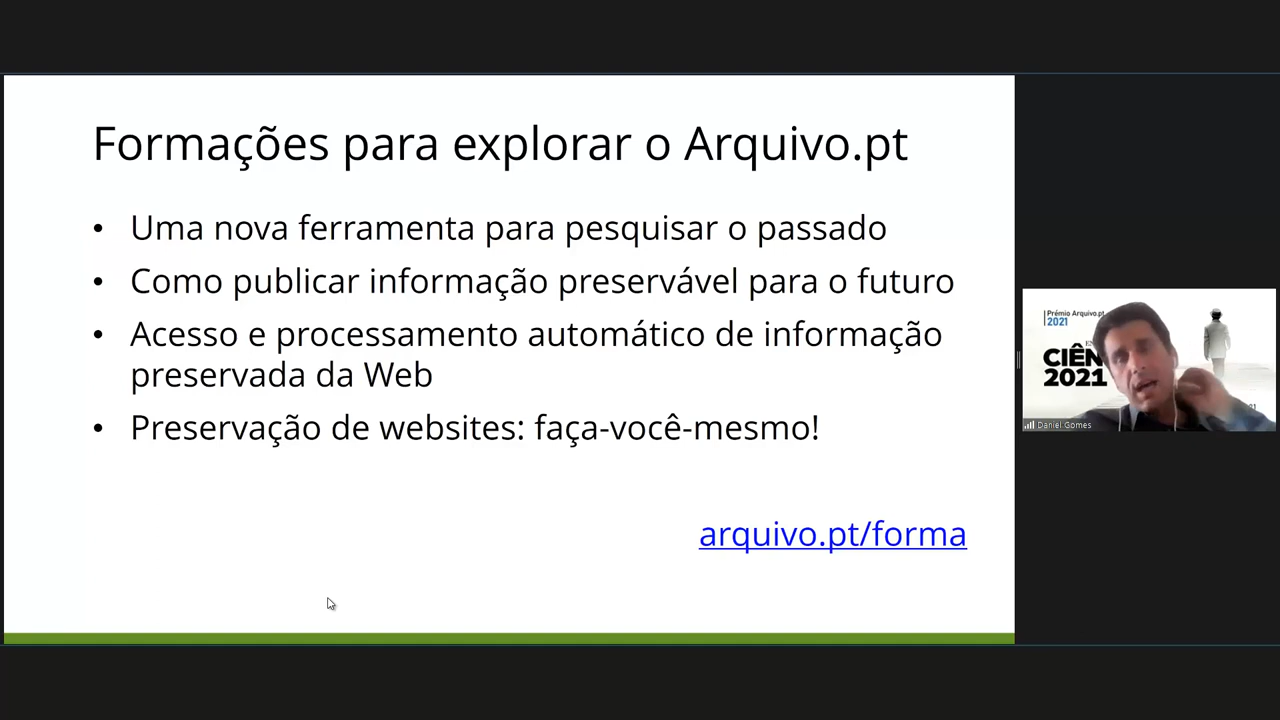 Formações para explorar o Arquivo.pt
• Uma nova ferramenta para pesquisar o passado
• Como publicar informação preservável para o futuro
• Acesso e processamento automático de informação
preservada da Web
• Preservação de websites: faça-você-mesmo!
arquivo.pt/forma
Prémio Arquivo.pt
2021
CIÊN
2021
Daniel Gomes